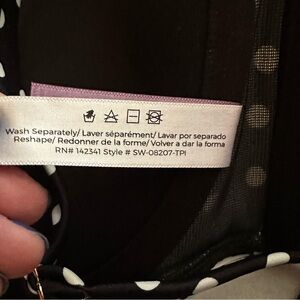 Wash Separately/ Laver séparément/ Lavar por separado
Reshape/ Redonner de la forme/ Volver a dar la forma
RN# 142341 Style # SW-08207-TPI